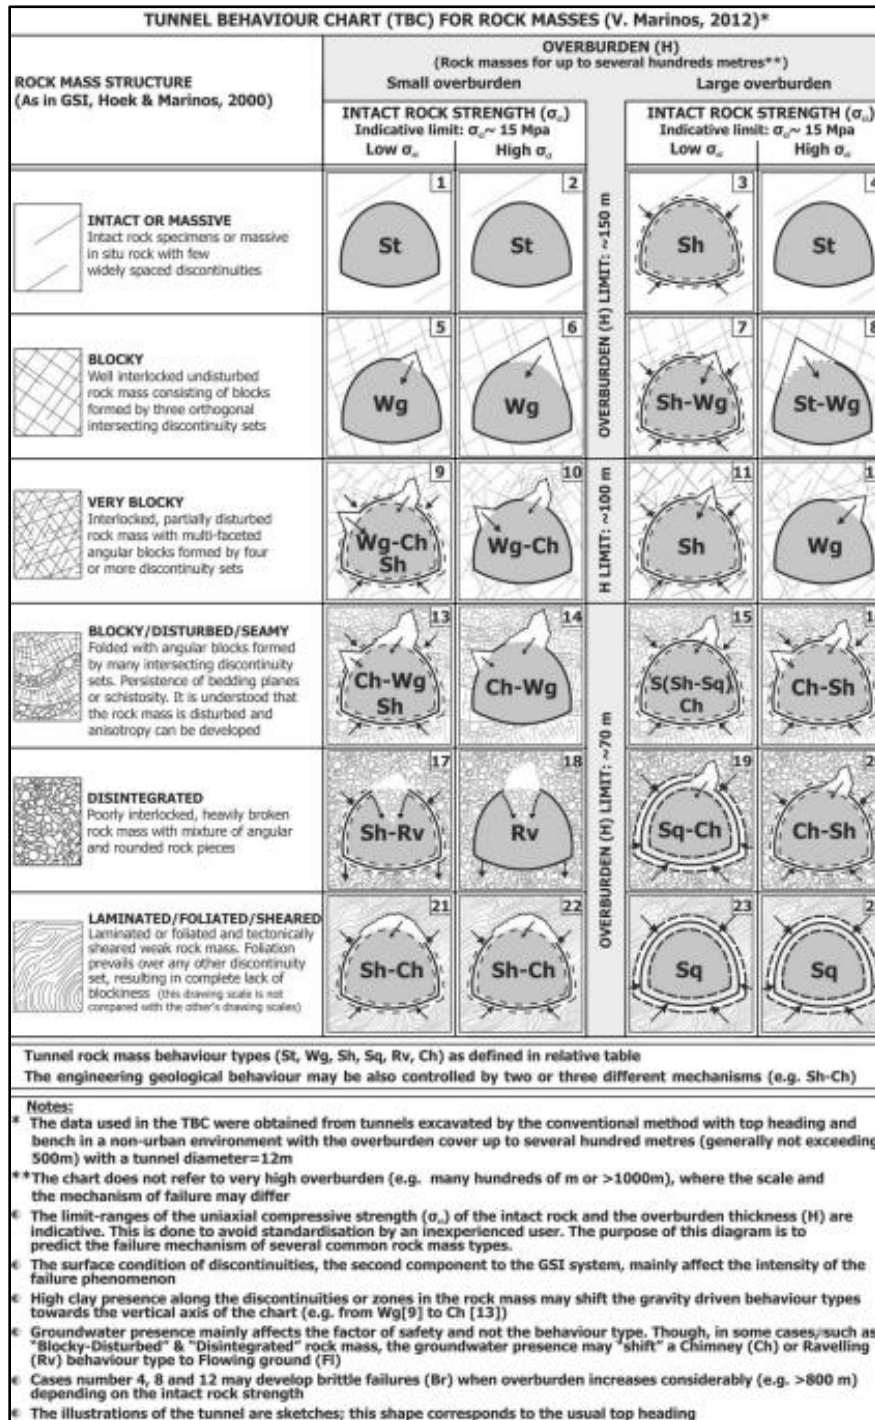 TUNNEL BEHAVIOUR CHART (TBC) FOR ROCK MASSES (V. Marinos, 2012)*
ROCK MASS STRUCTURE
(As in GSI, Hoek & Marinos, 2000)
OVERBURDEN (H)
(Rock masses for up to several hundreds metres**)
Small overburden
Large overburden
INTACT ROCK STRENGTH (σci)
Indicative limit: σci~ 15 Mpa
Low σci
High σci
INTACT ROCK STRENGTH (σci)
Indicative limit: σci~ 15 Mpa
Low σci
High σci
OVERBURDEN (H) LIMIT: ~150 m
INTACT OR MASSIVE
Intact rock specimens or massive
in situ rock with few
widely spaced discontinuities
1
St
2
St
3
Sh
4
St
BLOCKY
Well interlocked undisturbed
rock mass consisting of blocks
formed by three orthogonal
intersecting discontinuity sets
5
Wg
6
Wg
7
Sh-Wg
8
St-Wg
H LIMIT: ~100 m
VERY BLOCKY
Interlocked, partially disturbed
rock mass with multi-faceted
angular blocks formed by four
or more discontinuity sets
9
Wg-Ch
Sh
10
Wg-Ch
11
Sh
1
Wg
OVERBURDEN (H) LIMIT: ~70 m
BLOCKY/DISTURBED/SEAMY
Folded with angular blocks formed
by many intersecting discontinuity
sets. Persistence of bedding planes
or schistosity. It is understood that
the rock mass is disturbed and
anisotropy can be developed
13
Ch-Wg
Sh
14
Ch-Wg
15
S(Sh-Sq)
Ch
1
Ch-Sh
DISINTEGRATED
Poorly interlocked, heavily broken
rock mass with mixture of angular
and rounded rock pieces
17
Sh-Rv
18
Rv
19
Sq-Ch
2
Ch-Sh
LAMINATED/FOLIATED/SHEARED
Laminated or foliated and tectonically
sheared weak rock mass. Foliation
prevails over any other discontinuity
set, resulting in complete lack of
blockiness (this drawing scale is not
compared with the other's drawing scales)
21
Sh-Ch
22
Sh-Ch
23
Sq
2
Sq
Tunnel rock mass behaviour types (St, Wg, Sh, Sq, Rv, Ch) as defined in relative table
The engineering geological behaviour may be also controlled by two or three different mechanisms (e.g. Sh-Ch)
Notes:
* The data used in the TBC were obtained from tunnels excavated by the conventional method with top heading and
bench in a non-urban environment with the overburden cover up to several hundred metres (generally not exceeding
500m) with a tunnel diameter=12m
**The chart does not refer to very high overburden (e.g. many hundreds of m or >1000m), where the scale and
the mechanism of failure may differ
The limit-ranges of the uniaxial compressive strength (σci) of the intact rock and the overburden thickness (H) are
indicative. This is done to avoid standardisation by an inexperienced user. The purpose of this diagram is to
predict the failure mechanism of several common rock mass types.
The surface condition of discontinuities, the second component to the GSI system, mainly affect the intensity of the
failure phenomenon
High clay presence along the discontinuities or zones in the rock mass may shift the gravity driven behaviour types
towards the vertical axis of the chart (e.g. from Wg[9] to Ch [13])
Groundwater presence mainly affects the factor of safety and not the behaviour type. Though, in some cases, such as
"Blocky-Disturbed" & "Disintegrated" rock mass, the groundwater presence may "shift" a Chimney (Ch) or Ravelling
(Rv) behaviour type to Flowing ground (Fl)
Cases number 4, 8 and 12 may develop brittle failures (Br) when overburden increases considerably (e.g. >800 m)
depending on the intact rock strength
The illustrations of the tunnel are sketches; this shape corresponds to the usual top heading